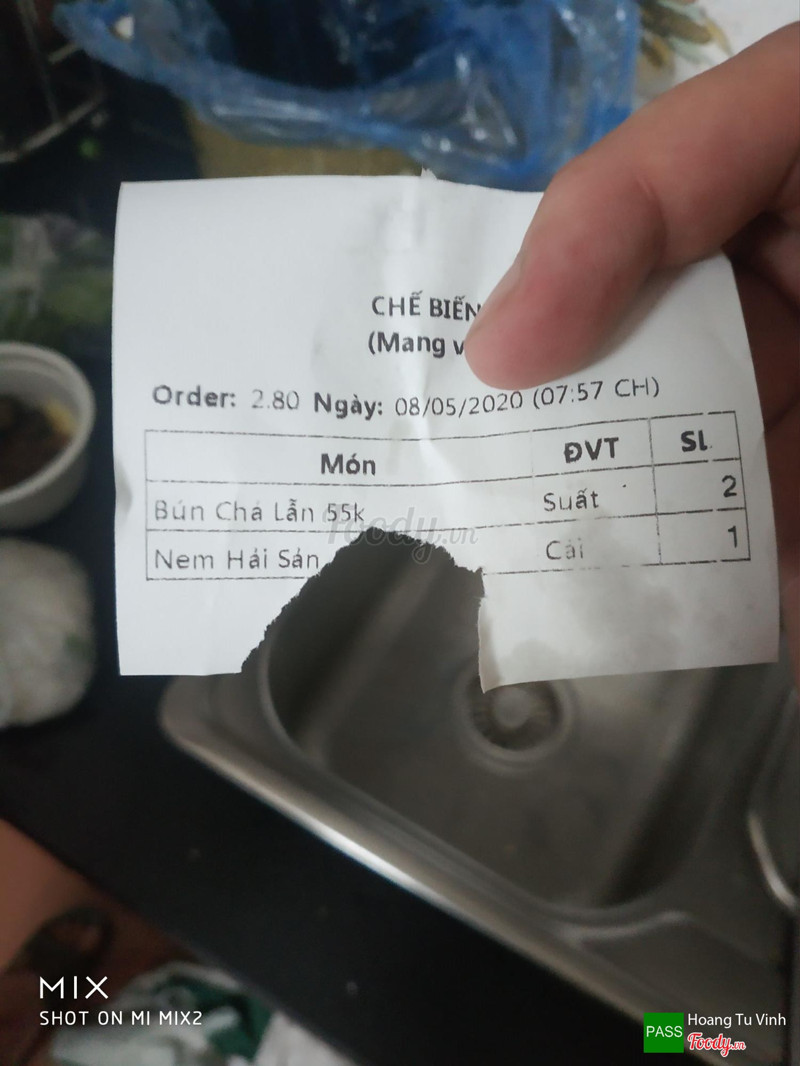 CHẾ BIẾN
(Mang v
Order: 2.80 Ngày: 08/05/2020 (07:57 CH)
Món ĐVT SL
Bún Chả Lẫn 55k Suất 2
Nem Hải Sản Cái 1
foody.vn
MIX
SHOT ON MI MIX2
PASS Hoang Tu Vinh
Foody.vn